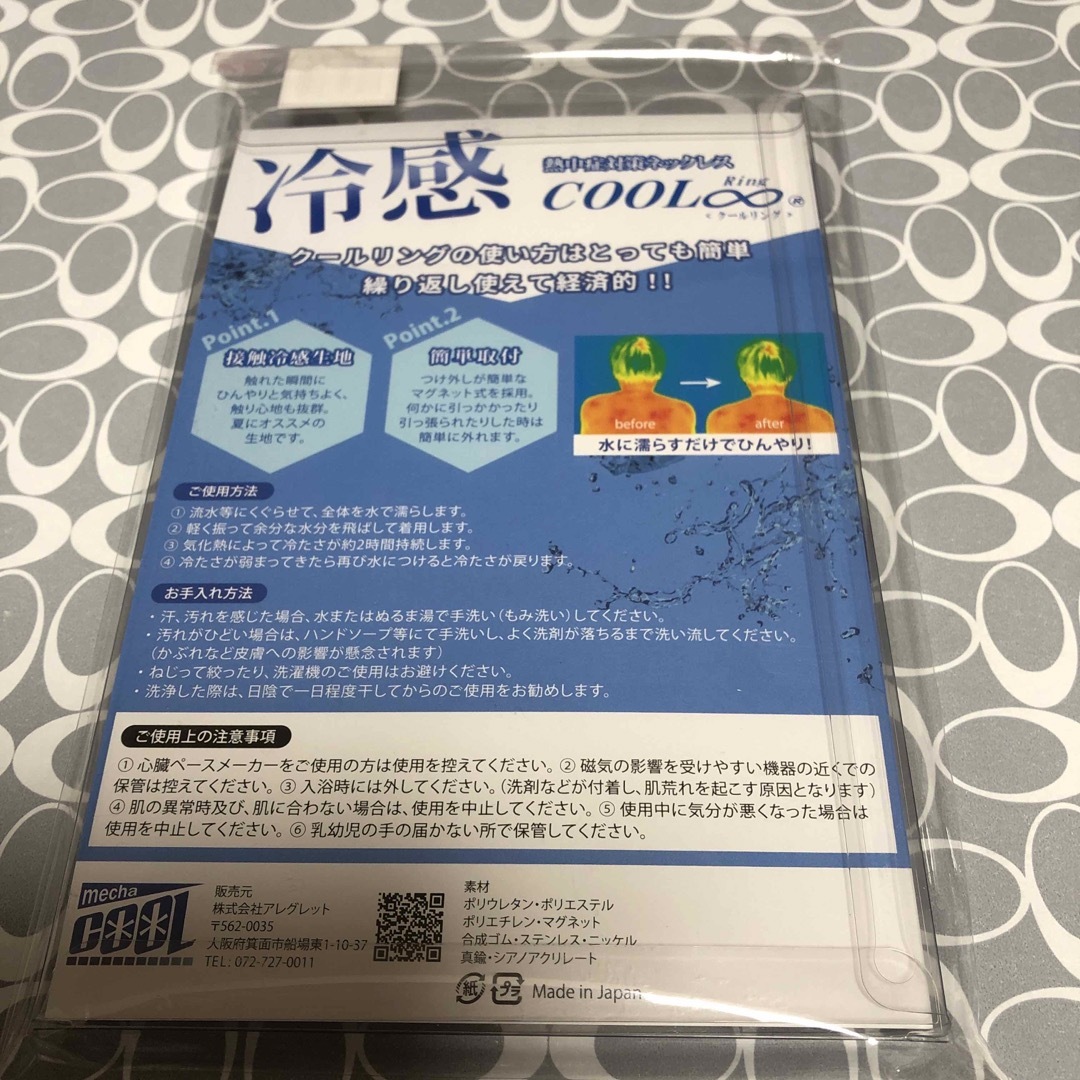 冷感
熱中症対策ネックレス
COOL∞®
Ring
<クールリング>
クールリングの使い方はとっても簡単
繰り返し使えて経済的!!
Point.1
接触冷感生地
触れた瞬間に
ひんやりと気持ちよく、
触り心地も抜群。
夏にオススメの
生地です。
Point.2
簡単取付
つけ外しが簡単な
マグネット式を採用。
何かに引っかかったり
引っ張られたりした時は
簡単に外れます。
before
after
水に濡らすだけでひんやり!
ご使用方法
① 流水等にくぐらせて、全体を水で濡らします。
② 軽く振って余分な水分を飛ばして着用します。
③ 気化熱によって冷たさが約2時間持続します。
④ 冷たさが弱まってきたら再び水につけると冷たさが戻ります。
お手入れ方法
・汗、汚れを感じた場合、水またはぬるま湯で手洗い(もみ洗い)してください。
・汚れがひどい場合は、ハンドソープ等にて手洗いし、よく洗剤が落ちるまで洗い流してください。
(かぶれなど皮膚への影響が懸念されます)
・ねじって絞ったり、洗濯機のご使用はお避けください。
・洗浄した際は、日陰で一日程度干してからのご使用をお勧めします。
ご使用上の注意事項
① 心臓ペースメーカーをご使用の方は使用を控えてください。② 磁気の影響を受けやすい機器の近くでの
保管は控えてください。③ 入浴時には外してください。(洗剤などが付着し、肌荒れを起こす原因となります)
④ 肌の異常時及び、肌に合わない場合は、使用を中止してください。⑤ 使用中に気分が悪くなった場合は
使用を中止してください。⑥ 乳幼児の手の届かない所で保管してください。
mecha
COOL
販売元
株式会社アレグレット
〒562-0035
大阪府箕面市船場東1-10-37
TEL : 072-727-0011
素材
ポリウレタン・ポリエステル
ポリエチレン・マグネット
合成ゴム・ステンレス・ニッケル
真鍮・シアノアクリレート
紙 プラ Made in Japan